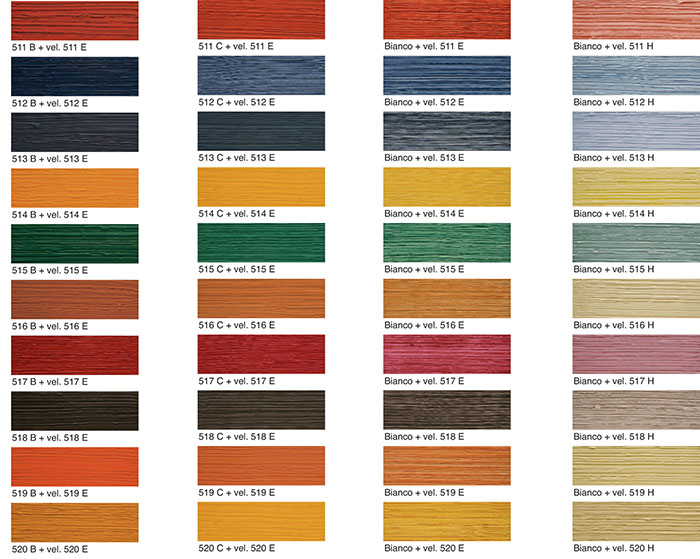 511 B + vel. 511 E
511 C + vel. 511 E
Bianco + vel. 511 E
Bianco + vel. 511 H
512 B + vel. 512 E
512 C + vel. 512 E
Bianco + vel. 512 E
Bianco + vel. 512 H
513 B + vel. 513 E
513 C + vel. 513 E
Bianco + vel. 513 E
Bianco + vel. 513 H
514 B + vel. 514 E
514 C + vel. 514 E
Bianco + vel. 514 E
Bianco + vel. 514 H
515 B + vel. 515 E
515 C + vel. 515 E
Bianco + vel. 515 E
Bianco + vel. 515 H
516 B + vel. 516 E
516 C + vel. 516 E
Bianco + vel. 516 E
Bianco + vel. 516 H
517 B + vel. 517 E
517 C + vel. 517 E
Bianco + vel. 517 E
Bianco + vel. 517 H
518 B + vel. 518 E
518 C + vel. 518 E
Bianco + vel. 518 E
Bianco + vel. 518 H
519 B + vel. 519 E
519 C + vel. 519 E
Bianco + vel. 519 E
Bianco + vel. 519 H
520 B + vel. 520 E
520 C + vel. 520 E
Bianco + vel. 520 E
Bianco + vel. 520 H